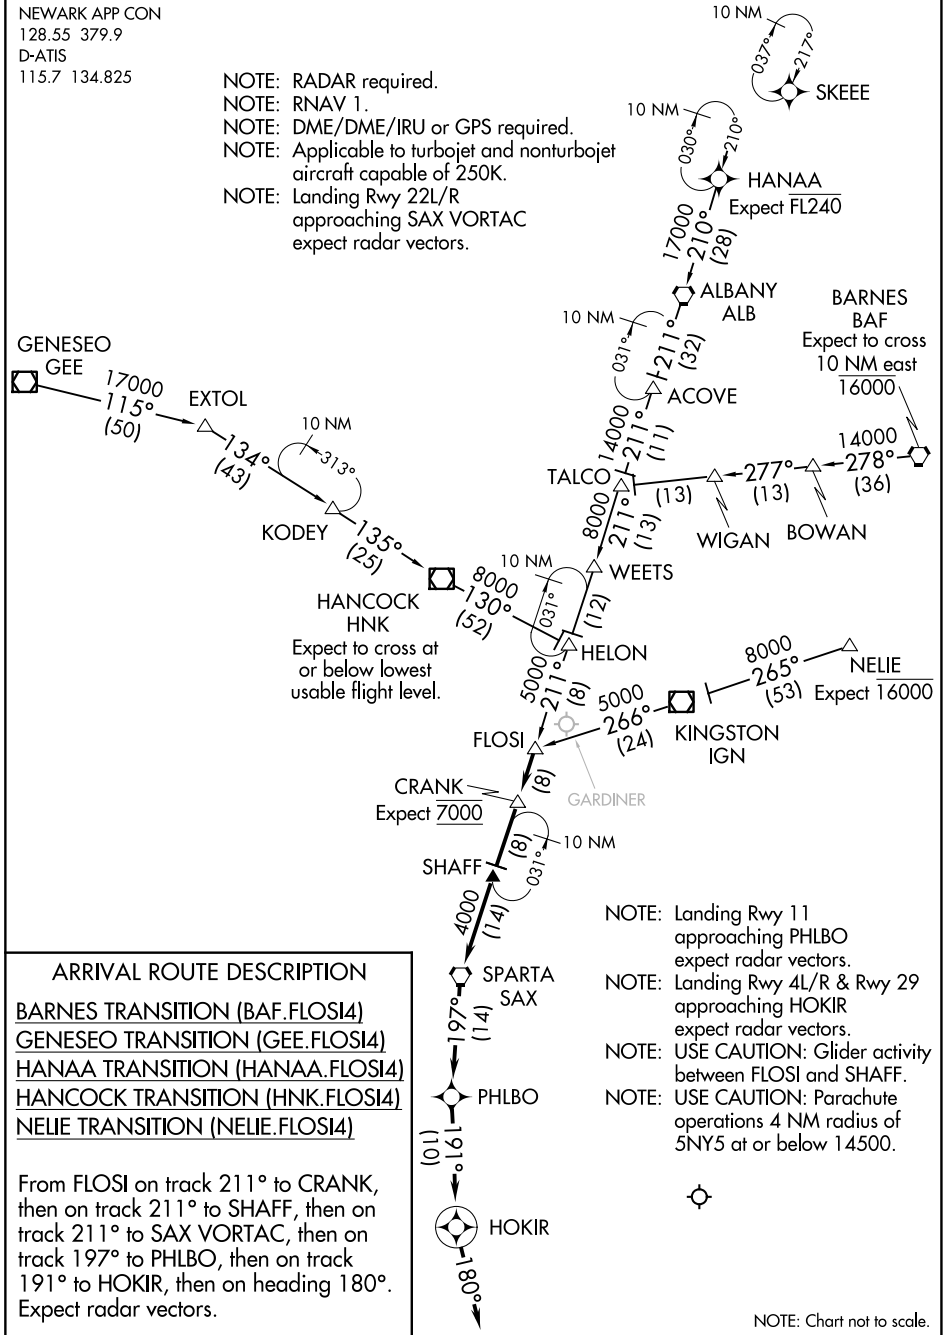 NEWARK APP CON
128.55 379.9
D-ATIS
115.7 134.825
NOTE: RADAR required.
NOTE: RNAV 1.
NOTE: DME/DME/IRU or GPS required.
NOTE: Applicable to turbojet and nonturbojet
aircraft capable of 250K.
NOTE: Landing Rwy 22L/R
approaching SAX VORTAC
expect radar vectors.
10 NM
037°
217°
SKEEE
10 NM
030°
210°
HANAA
Expect FL240
17000
210°
(28)
ALBANY
ALB
10 NM
031°
211°
(32)
ACOVE
BARNES
BAF
Expect to cross
10 NM east
16000
GENESEO
GEE
17000
115°
(50)
EXTOL
134°
(43)
10 NM
313°
KODEY
135°
(25)
14000
211°
(11)
TALCO
14000
278°
(36)
277°
(13)
(13)
WIGAN
BOWAN
8000
211°
(13)
WEETS
10 NM
031°
(12)
HANCOCK
HNK
Expect to cross at
or below lowest
usable flight level.
8000
130°
(52)
HELON
8000
265°
(53)
NELIE
Expect 16000
5000
211°
(8)
5000
266°
(24)
KINGSTON
IGN
FLOSI
GARDINER
(8)
CRANK
Expect 7000
(8)
10 NM
031°
SHAFF
4000
(14)
SPARTA
SAX
197°
(14)
PHLBO
191°
(10)
HOKIR
180°
NOTE: Landing Rwy 11
approaching PHLBO
expect radar vectors.
NOTE: Landing Rwy 4L/R & Rwy 29
approaching HOKIR
expect radar vectors.
NOTE: USE CAUTION: Glider activity
between FLOSI and SHAFF.
NOTE: USE CAUTION: Parachute
operations 4 NM radius of
5NY5 at or below 14500.
ARRIVAL ROUTE DESCRIPTION
BARNES TRANSITION (BAF.FLOSI4)
GENESEO TRANSITION (GEE.FLOSI4)
HANAA TRANSITION (HANAA.FLOSI4)
HANCOCK TRANSITION (HNK.FLOSI4)
NELIE TRANSITION (NELIE.FLOSI4)
From FLOSI on track 211° to CRANK,
then on track 211° to SHAFF, then on
track 211° to SAX VORTAC, then on
track 197° to PHLBO, then on track
191° to HOKIR, then on heading 180°.
Expect radar vectors.
NOTE: Chart not to scale.